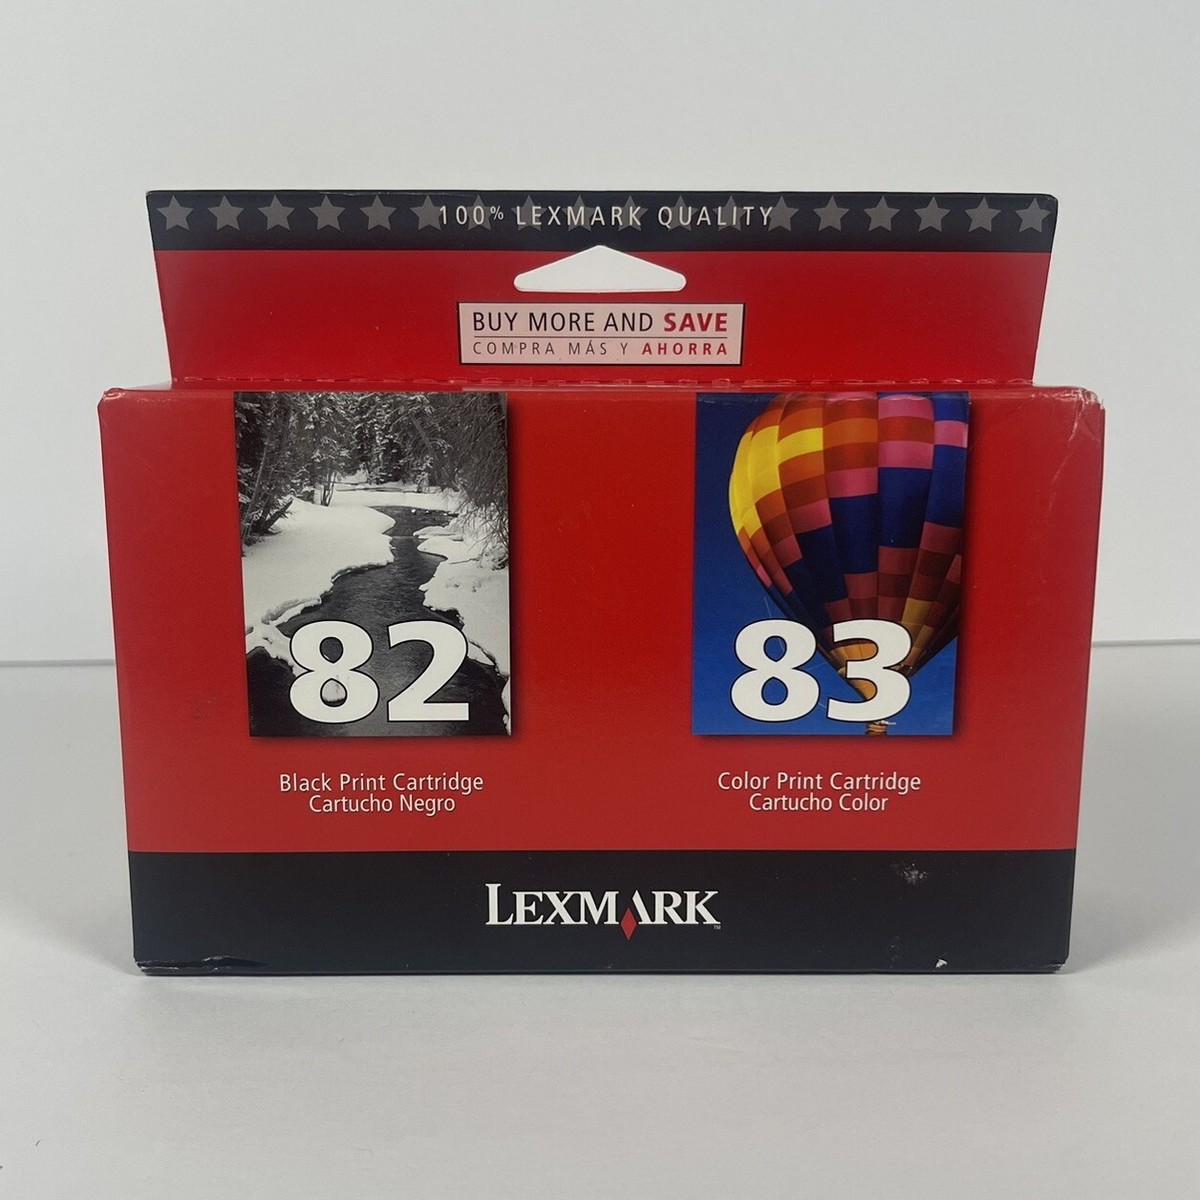 100% LEXMARK QUALITY
BUY MORE AND SAVE
COMPRA MÁS Y AHORRA
82
83
Black Print Cartridge
Cartucho Negro
Color Print Cartridge
Cartucho Color
LEXMARK™